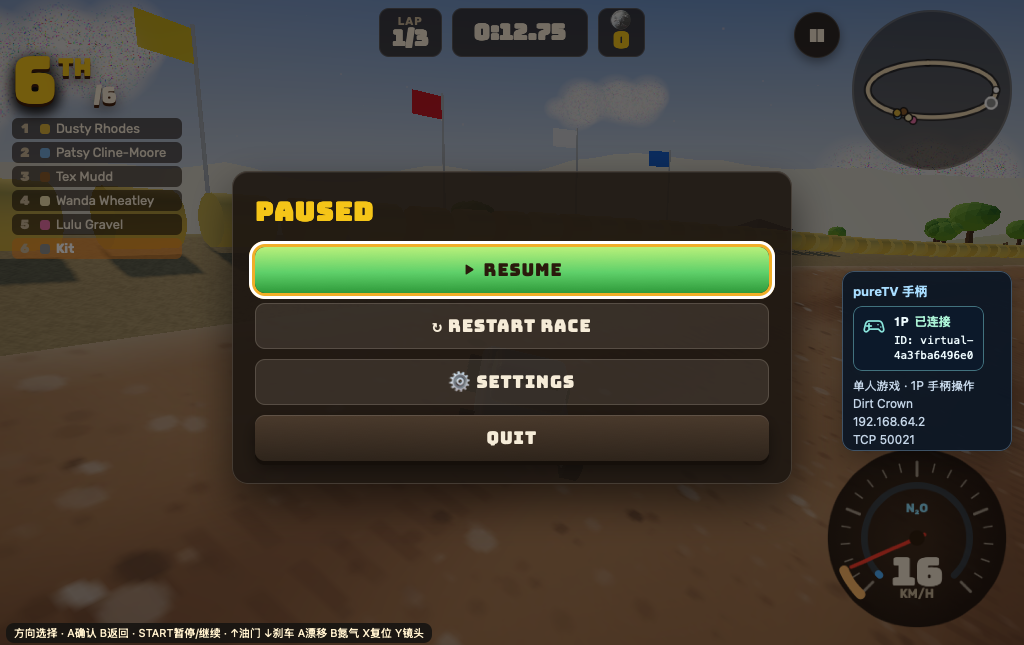 LAP
1/3
0:12.75
6TH
/6
1 Dusty Rhodes
2 Patsy Cline-Moore
3 Tex Mudd
4 Wanda Wheatley
5 Lulu Gravel
6 Kit
PAUSED
▶ RESUME
↻ RESTART RACE
⚙️ SETTINGS
QUIT
pureTV 手柄
1P 已连接
ID: virtual-
4a3fba6496e0
单人游戏 · 1P 手柄操作
Dirt Crown
192.168.64.2
TCP 50021
N₂O
16
KM/H
方向选择 · A确认 B返回 · START暂停/继续 · ↑油门 ↓刹车 A漂移 B氮气 X复位 Y镜头